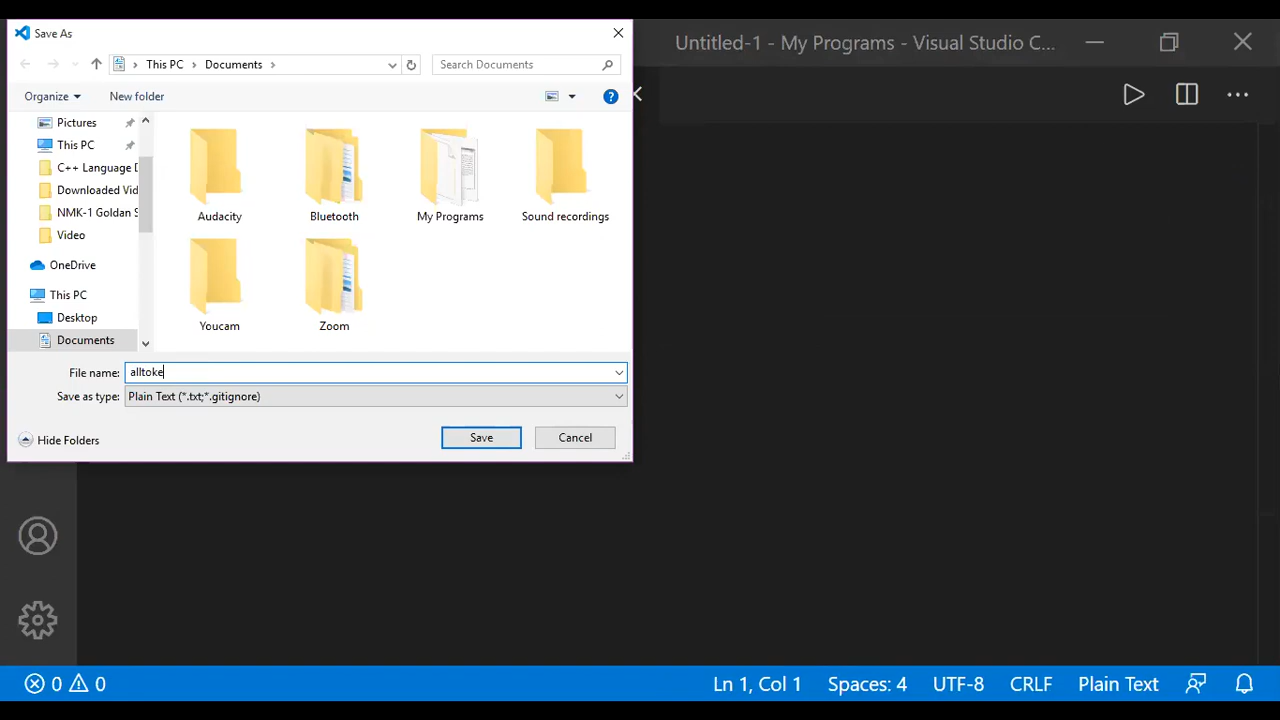 Save As
Untitled-1 - My Programs - Visual Studio C...
This PC
Documents
Search Documents
Organize
New folder
Pictures
This PC
C++ Language D
Downloaded Vid
NMK-1 Goldan S
Video
OneDrive
This PC
Desktop
Documents
Audacity
Bluetooth
My Programs
Sound recordings
Youcam
Zoom
File name:
alltoke
Save as type:
Plain Text (*.txt;*.gitignore)
Hide Folders
Save
Cancel
0
0
Ln 1, Col 1
Spaces: 4
UTF-8
CRLF
Plain Text